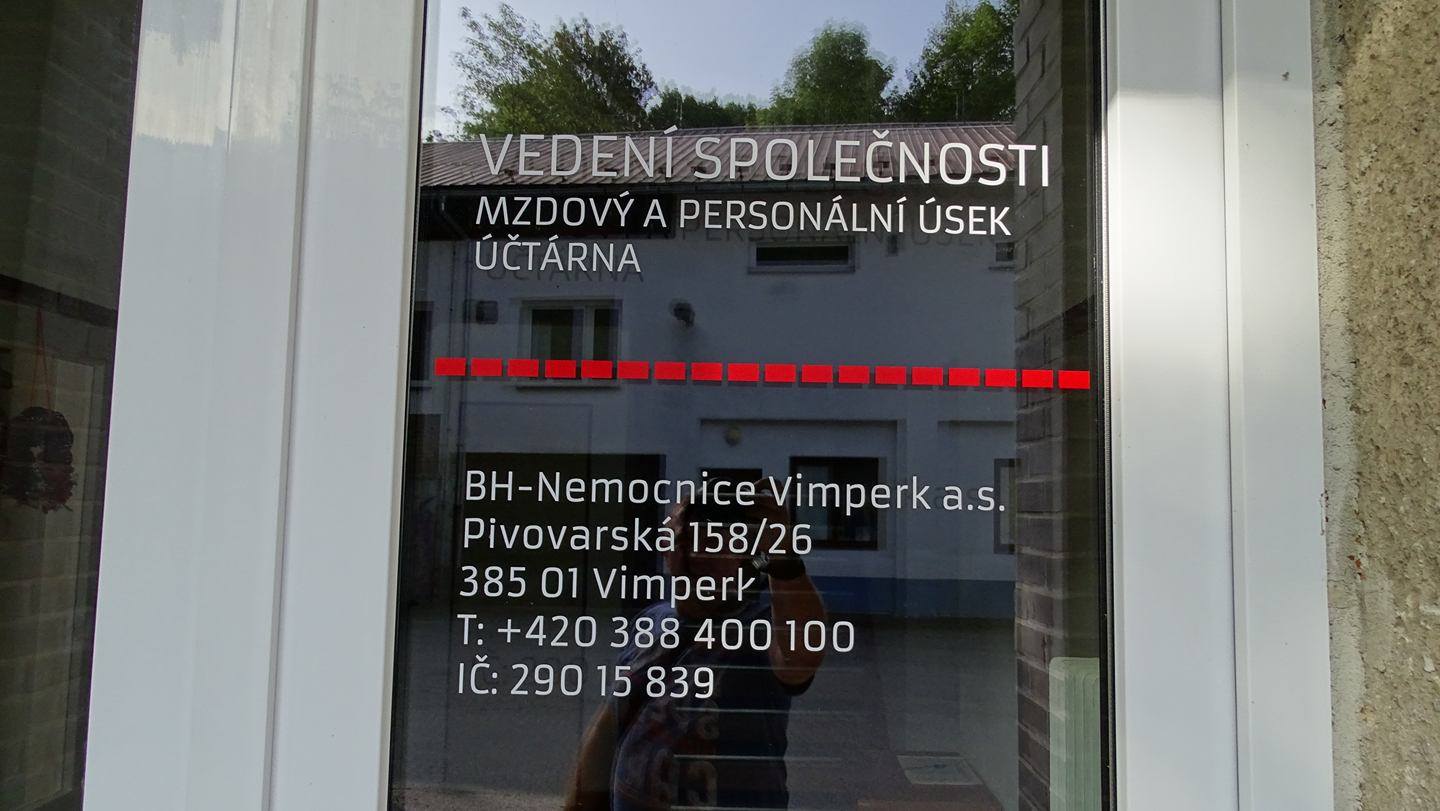 VEDENÍ SPOLEČNOSTI
MZDOVÝ A PERSONÁLNÍ ÚSEK
ÚČTÁRNA
BH-Nemocnice Vimperk a.s.
Pivovarská 158/26
385 01 Vimperk
T: +420 388 400 100
IČ: 290 15 839